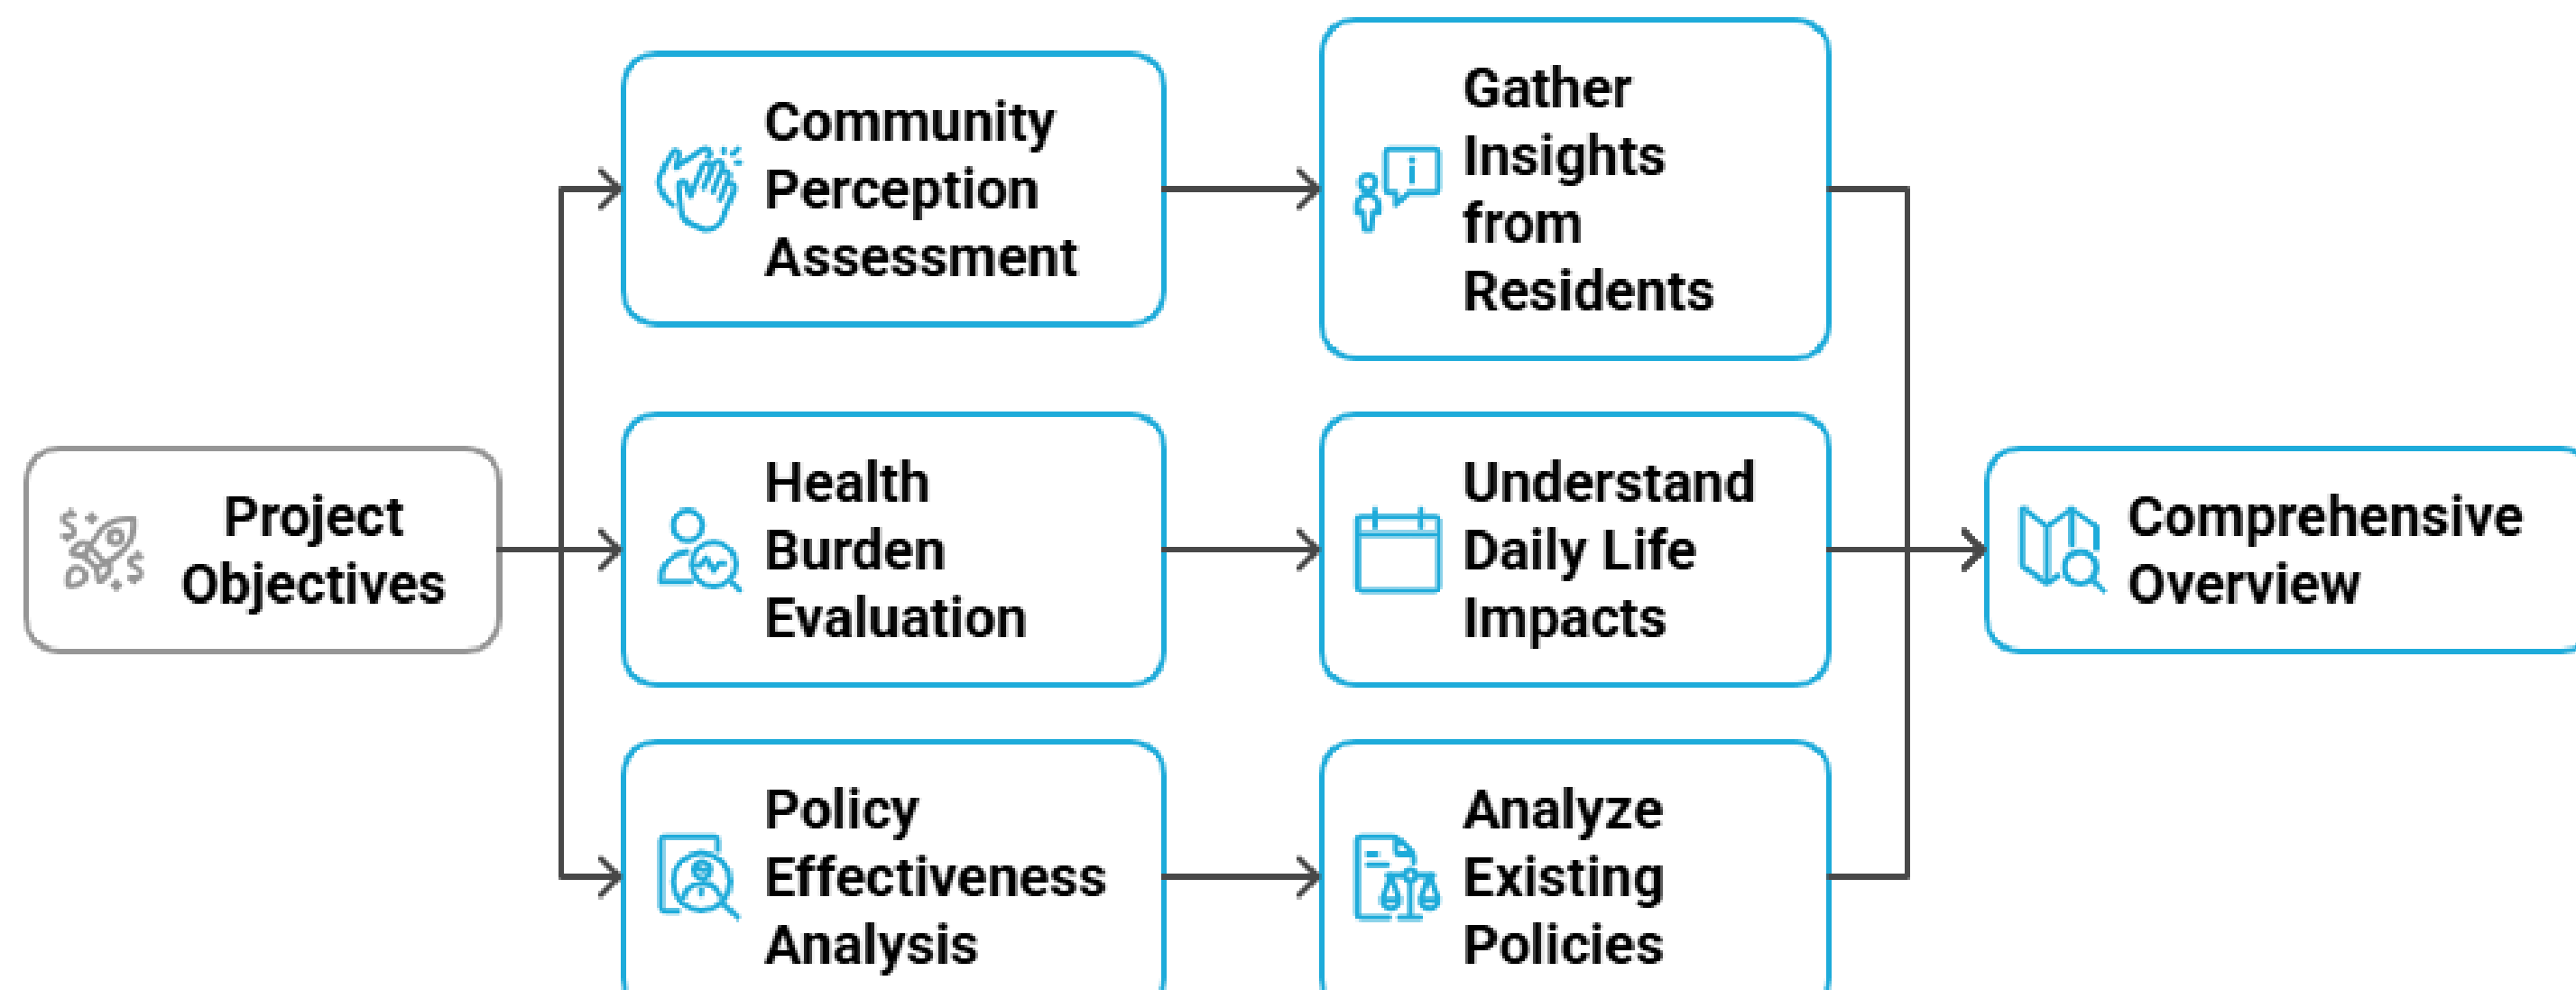 Project
Objectives
Community
Perception
Assessment
Gather
Insights
from
Residents
Health
Burden
Evaluation
Understand
Daily Life
Impacts
Policy
Effectiveness
Analysis
Analyze
Existing
Policies
Comprehensive
Overview